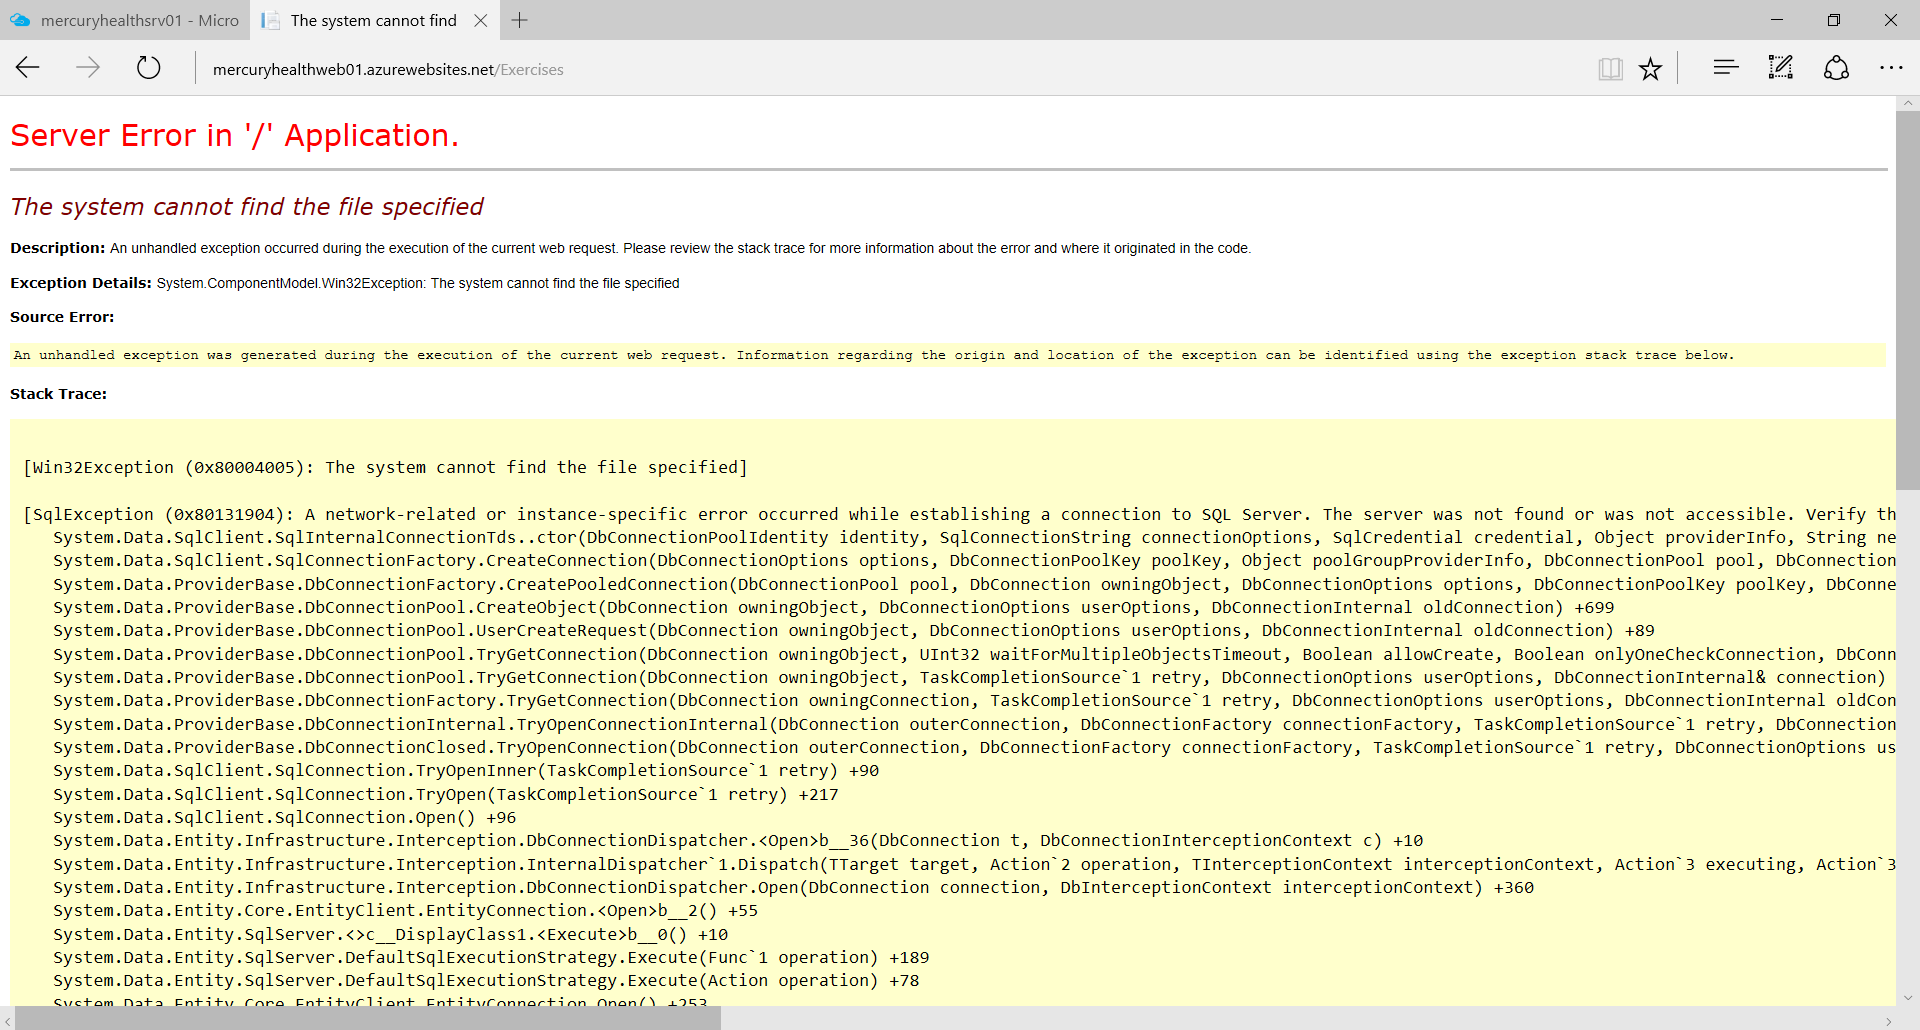 mercuryhealthsrv01 - Micro
The system cannot find
mercuryhealthweb01.azurewebsites.net/Exercises
Server Error in '/' Application.
The system cannot find the file specified
Description: An unhandled exception occurred during the execution of the current web request. Please review the stack trace for more information about the error and where it originated in the code.
Exception Details: System.ComponentModel.Win32Exception: The system cannot find the file specified
Source Error:
An unhandled exception was generated during the execution of the current web request. Information regarding the origin and location of the exception can be identified using the exception stack trace below.
Stack Trace:
[Win32Exception (0x80004005): The system cannot find the file specified]
[SqlException (0x80131904): A network-related or instance-specific error occurred while establishing a connection to SQL Server. The server was not found or was not accessible. Verify th
System.Data.SqlClient.SqlInternalConnectionTds..ctor(DbConnectionPoolIdentity identity, SqlConnectionString connectionOptions, SqlCredential credential, Object providerInfo, String ne
System.Data.SqlClient.SqlConnectionFactory.CreateConnection(DbConnectionOptions options, DbConnectionPoolKey poolKey, Object poolGroupProviderInfo, DbConnectionPool pool, DbConnection
System.Data.ProviderBase.DbConnectionFactory.CreatePooledConnection(DbConnectionPool pool, DbConnection owningObject, DbConnectionOptions options, DbConnectionPoolKey poolKey, DbConne
System.Data.ProviderBase.DbConnectionPool.CreateObject(DbConnection owningObject, DbConnectionOptions userOptions, DbConnectionInternal oldConnection) +699
System.Data.ProviderBase.DbConnectionPool.UserCreateRequest(DbConnection owningObject, DbConnectionOptions userOptions, DbConnectionInternal oldConnection) +89
System.Data.ProviderBase.DbConnectionPool.TryGetConnection(DbConnection owningObject, UInt32 waitForMultipleObjectsTimeout, Boolean allowCreate, Boolean onlyOneCheckConnection, DbConn
System.Data.ProviderBase.DbConnectionPool.TryGetConnection(DbConnection owningObject, TaskCompletionSource`1 retry, DbConnectionOptions userOptions, DbConnectionInternal& connection)
System.Data.ProviderBase.DbConnectionFactory.TryGetConnection(DbConnection owningConnection, TaskCompletionSource`1 retry, DbConnectionOptions userOptions, DbConnectionInternal oldCon
System.Data.ProviderBase.DbConnectionInternal.TryOpenConnectionInternal(DbConnection outerConnection, DbConnectionFactory connectionFactory, TaskCompletionSource`1 retry, DbConnection
System.Data.ProviderBase.DbConnectionClosed.TryOpenConnection(DbConnection outerConnection, DbConnectionFactory connectionFactory, TaskCompletionSource`1 retry, DbConnectionOptions us
System.Data.SqlClient.SqlConnection.TryOpenInner(TaskCompletionSource`1 retry) +90
System.Data.SqlClient.SqlConnection.TryOpen(TaskCompletionSource`1 retry) +217
System.Data.SqlClient.SqlConnection.Open() +96
System.Data.Entity.Infrastructure.Interception.DbConnectionDispatcher.<Open>b__36(DbConnection t, DbConnectionInterceptionContext c) +10
System.Data.Entity.Infrastructure.Interception.InternalDispatcher`1.Dispatch(TTarget target, Action`2 operation, TInterceptionContext interceptionContext, Action`3 executing, Action`3
System.Data.Entity.Infrastructure.Interception.DbConnectionDispatcher.Open(DbConnection connection, DbInterceptionContext interceptionContext) +360
System.Data.Entity.Core.EntityClient.EntityConnection.<Open>b__2() +55
System.Data.Entity.SqlServer.<>c__DisplayClass1.<Execute>b__0() +10
System.Data.Entity.SqlServer.DefaultSqlExecutionStrategy.Execute(Func`1 operation) +189
System.Data.Entity.SqlServer.DefaultSqlExecutionStrategy.Execute(Action operation) +78
System.Data.Entity.Core.EntityClient.EntityConnection.Open() +253